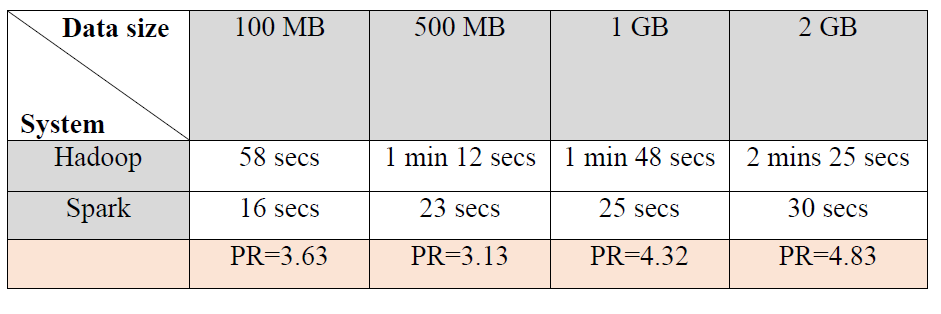 Data size 100 MB 500 MB 1 GB 2 GB
System
Hadoop 58 secs 1 min 12 secs 1 min 48 secs 2 mins 25 secs
Spark 16 secs 23 secs 25 secs 30 secs
PR=3.63 PR=3.13 PR=4.32 PR=4.83